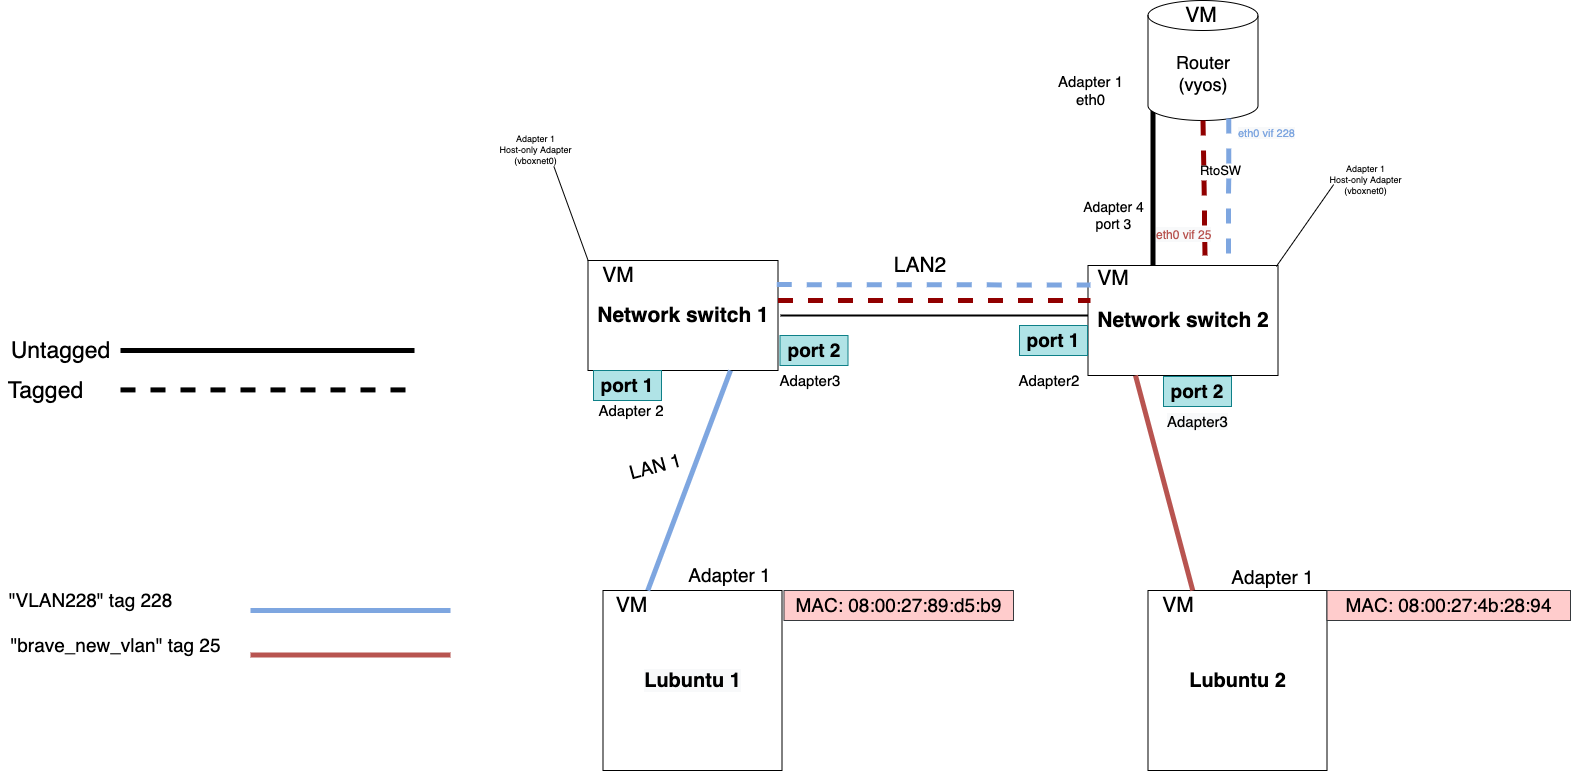 VM
Router
(vyos)
Adapter 1
eth0
eth0 vif 228
Adapter 1
Host-only Adapter
(vboxnet0)
RtoSW
Adapter 1
Host-only Adapter
(vboxnet0)
Adapter 4
port 3
eth0 vif 25
LAN2
VM
Network switch 1
VM
Network switch 2
port 2
Adapter3
port 1
Adapter2
port 1
Adapter 2
port 2
Adapter3
Untagged
Tagged
LAN 1
"VLAN228" tag 228
"brave_new_vlan" tag 25
Adapter 1
VM
MAC: 08:00:27:89:d5:b9
Lubuntu 1
Adapter 1
VM
MAC: 08:00:27:4b:28:94
Lubuntu 2